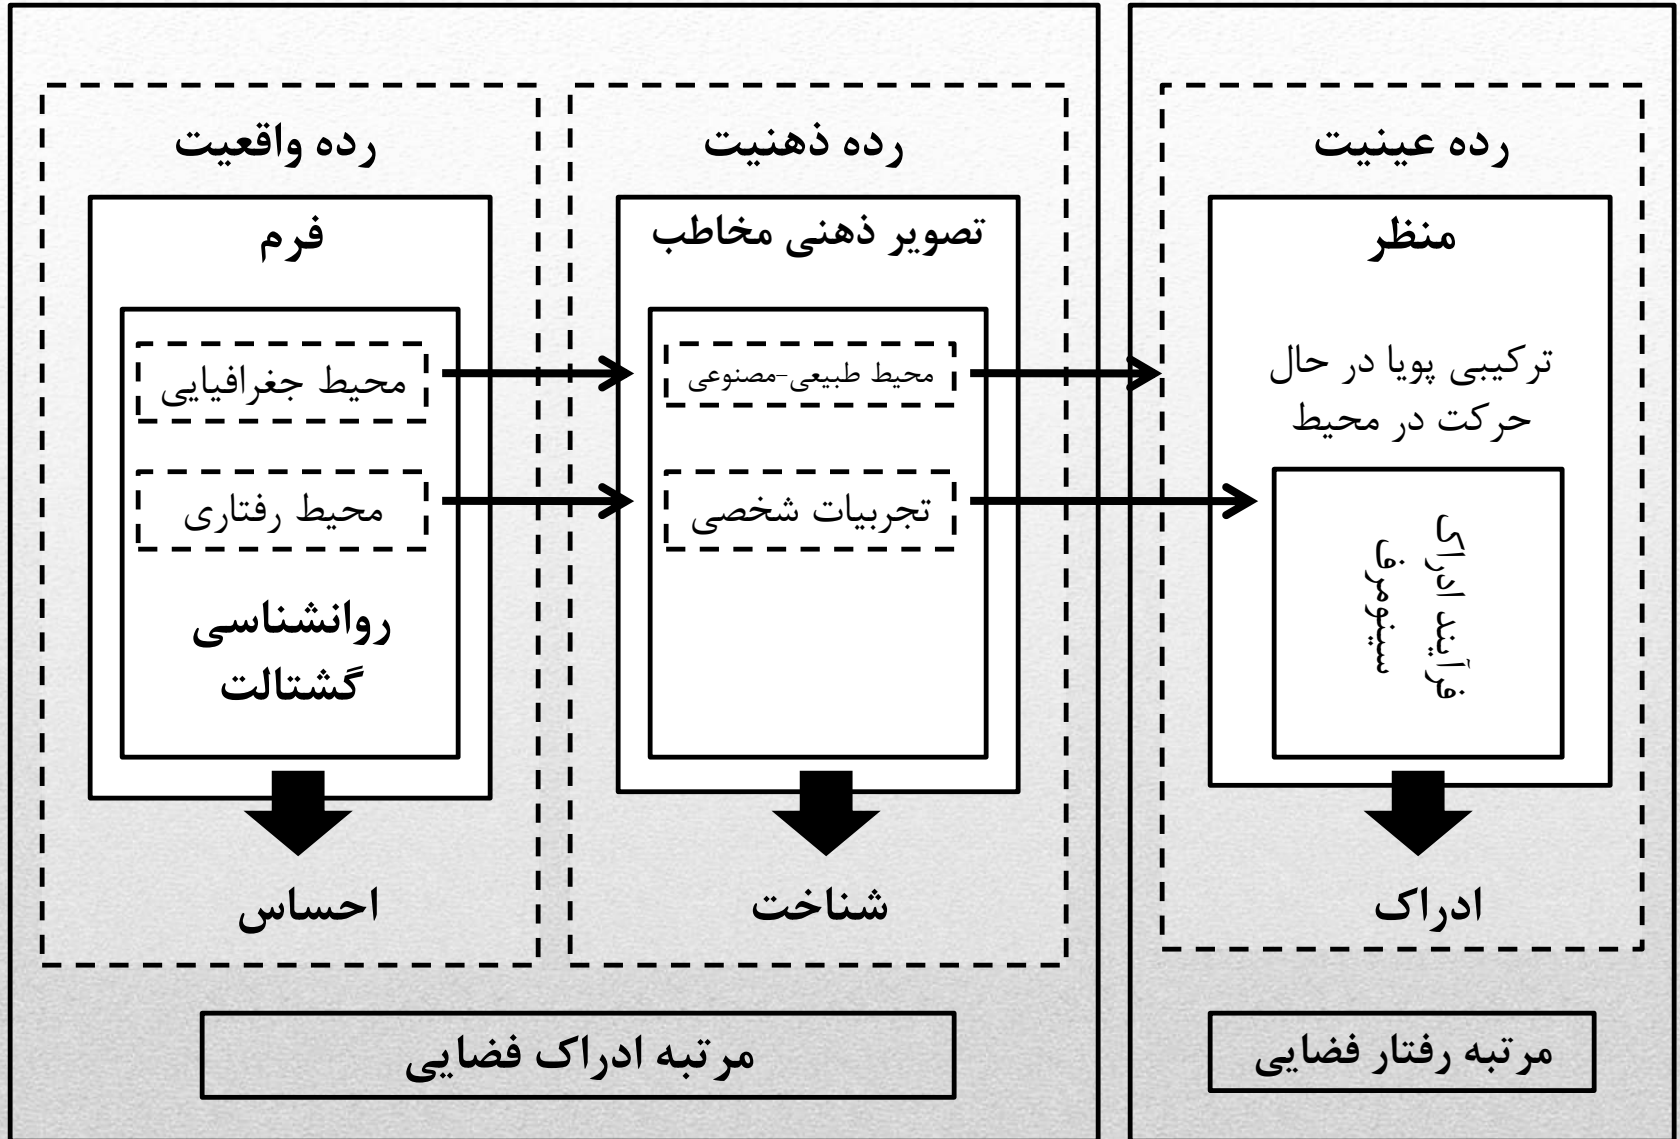 رده واقعیت
فرم
محیط جغرافیایی
محیط رفتاری
روانشناسی
گشتالت
احساس
رده ذهنیت
تصویر ذهنی مخاطب
محیط طبیعی-مصنوعی
تجربیات شخصی
شناخت
مرتبه ادراک فضایی
رده عینیت
منظر
ترکیبی پویا در حال
حرکت در محیط
فرآیند ادراکی
سینومرف
ادراک
مرتبه رفتار فضایی